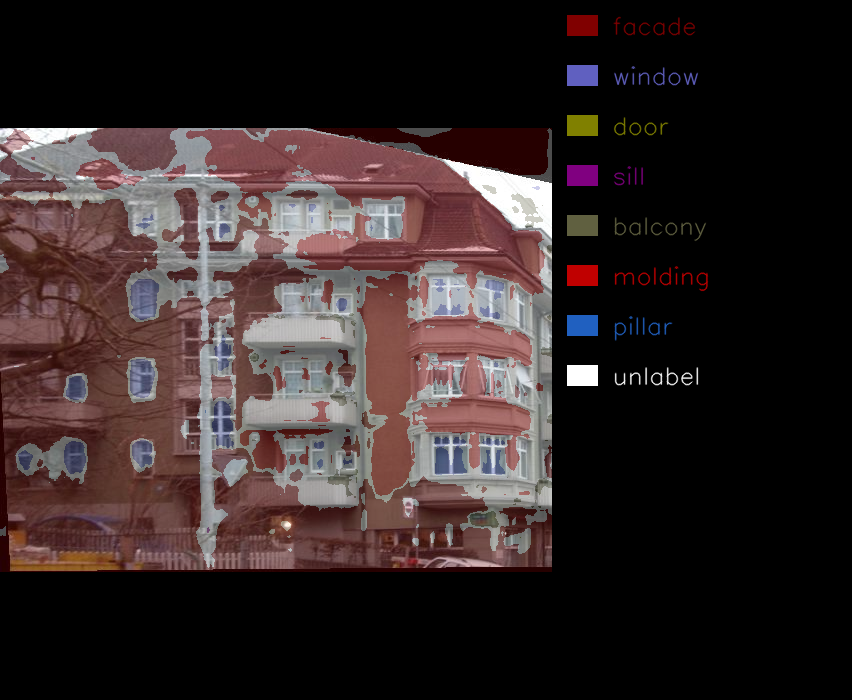 facade
window
door
sill
balcony
molding
pillar
unlabel